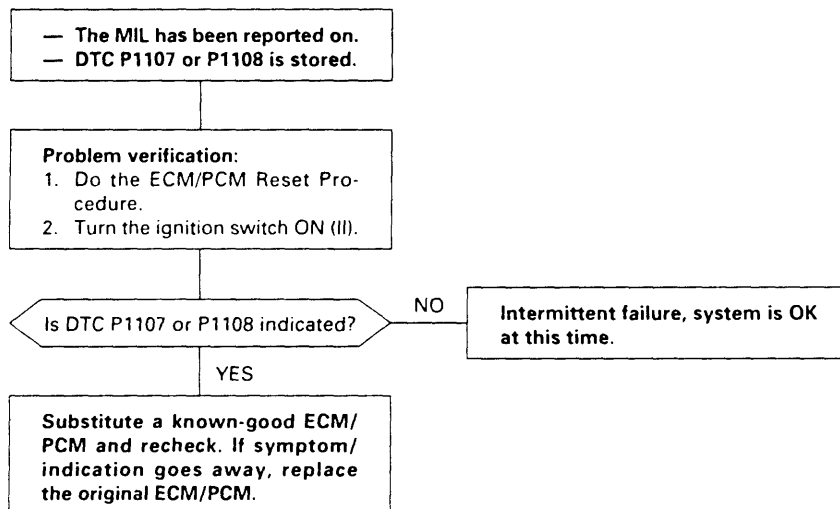 — The MIL has been reported on.
— DTC P1107 or P1108 is stored.
Problem verification:
1. Do the ECM/PCM Reset Pro-
cedure.
2. Turn the ignition switch ON (II).
Is DTC P1107 or P1108 indicated?
NO
Intermittent failure, system is OK
at this time.
YES
Substitute a known-good ECM/
PCM and recheck. If symptom/
indication goes away, replace
the original ECM/PCM.